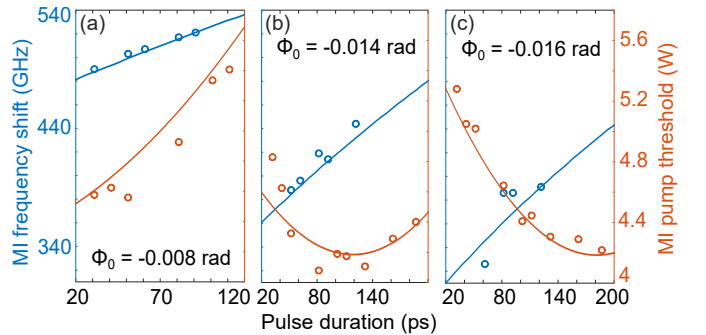 (a)
(b)
(c)
Φ₀ = -0.014 rad
Φ₀ = -0.016 rad
Φ₀ = -0.008 rad
MI frequency shift (GHz)
540
440
340
5.6
5.2
4.8
4.4
4
MI pump threshold (W)
20 70 120
20 80 140
20 80 140 200
Pulse duration (ps)